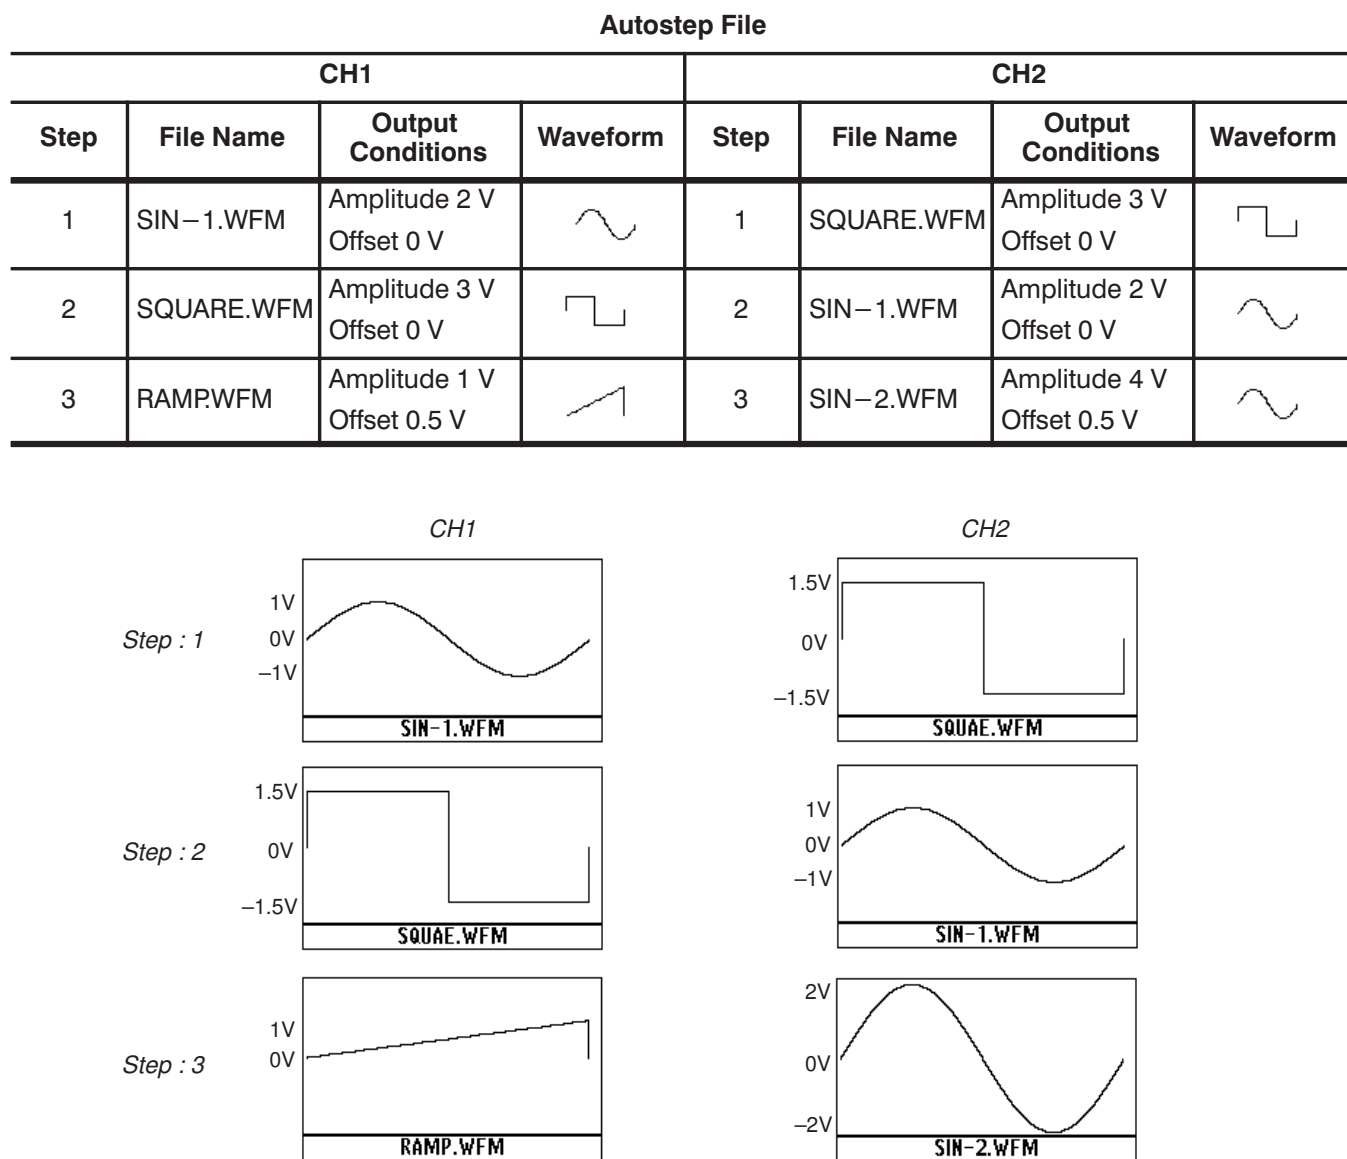 Autostep File
CH1 CH2
Step File Name Output Conditions Waveform Step File Name Output Conditions Waveform
1 SIN−1.WFM Amplitude 2 V Offset 0 V 1 SQUARE.WFM Amplitude 3 V Offset 0 V
2 SQUARE.WFM Amplitude 3 V Offset 0 V 2 SIN−1.WFM Amplitude 2 V Offset 0 V
3 RAMP.WFM Amplitude 1 V Offset 0.5 V 3 SIN−2.WFM Amplitude 4 V Offset 0.5 V
CH1 CH2
Step : 1
1V
0V
–1V
SIN-1.WFM
1.5V
0V
–1.5V
SQUAE.WFM
Step : 2
1.5V
0V
–1.5V
SQUAE.WFM
1V
0V
–1V
SIN-1.WFM
Step : 3
1V
0V
RAMP.WFM
2V
0V
–2V
SIN-2.WFM